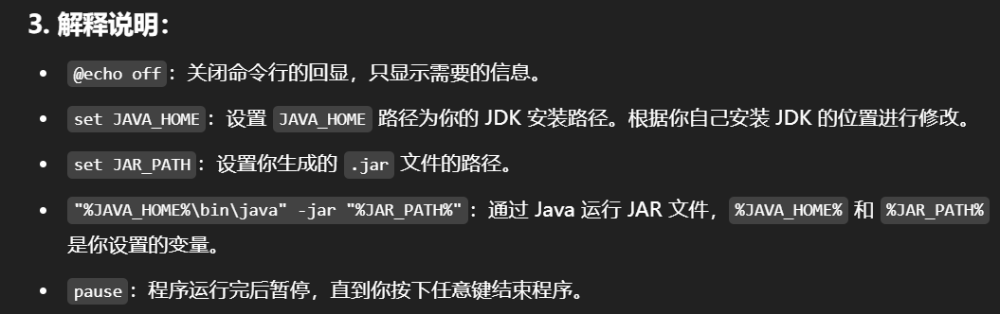 3. 解释说明：
• @echo off：关闭命令行的回显，只显示需要的信息。
• set JAVA_HOME：设置 JAVA_HOME 路径为你的 JDK 安装路径。根据你自己安装 JDK 的位置进行修改。
• set JAR_PATH：设置你生成的 .jar 文件的路径。
• "%JAVA_HOME%\bin\java" -jar "%JAR_PATH%"：通过 Java 运行 JAR 文件，%JAVA_HOME% 和 %JAR_PATH%
是你设置的变量。
• pause：程序运行完后暂停，直到你按下任意键结束程序。